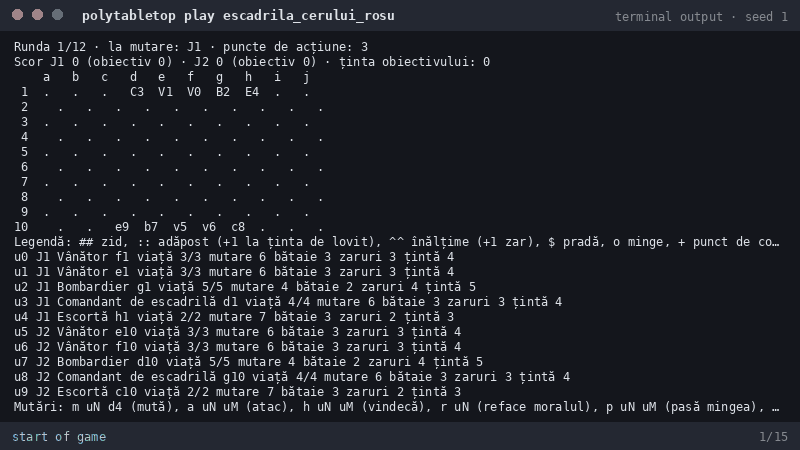 polytabletop play escadrila_cerului_rosu
terminal output · seed 1
Runda 1/12 · la mutare: J1 · puncte de acțiune: 3
Scor J1 0 (obiectiv 0) · J2 0 (obiectiv 0) · ținta obiectivului: 0
a b c d e f g h i j
1 . . . C3 V1 V0 B2 E4 . .
2 . . . . . . . . . .
3 . . . . . . . . . .
4 . . . . . . . . . .
5 . . . . . . . . . .
6 . . . . . . . . . .
7 . . . . . . . . . .
8 . . . . . . . . . .
9 . . . . . . . . . .
10 . . e9 b7 v5 v6 c8 . . .
Legendă: ## zid, :: adăpost (+1 la ținta de lovit), ^^ înălțime (+1 zar), $ pradă, o minge, + punct de co…
u0 J1 Vânător f1 viață 3/3 mutare 6 bătaie 3 zaruri 3 țintă 4
u1 J1 Vânător e1 viață 3/3 mutare 6 bătaie 3 zaruri 3 țintă 4
u2 J1 Bombardier g1 viață 5/5 mutare 4 bătaie 2 zaruri 4 țintă 5
u3 J1 Comandant de escadrilă d1 viață 4/4 mutare 6 bătaie 3 zaruri 3 țintă 4
u4 J1 Escortă h1 viață 2/2 mutare 7 bătaie 3 zaruri 2 țintă 3
u5 J2 Vânător e10 viață 3/3 mutare 6 bătaie 3 zaruri 3 țintă 4
u6 J2 Vânător f10 viață 3/3 mutare 6 bătaie 3 zaruri 3 țintă 4
u7 J2 Bombardier d10 viață 5/5 mutare 4 bătaie 2 zaruri 4 țintă 5
u8 J2 Comandant de escadrilă g10 viață 4/4 mutare 6 bătaie 3 zaruri 3 țintă 4
u9 J2 Escortă c10 viață 2/2 mutare 7 bătaie 3 zaruri 2 țintă 3
Mutări: m uN d4 (mută), a uN uM (atac), h uN uM (vindecă), r uN (reface moralul), p uN uM (pasă mingea), …
start of game
1/15